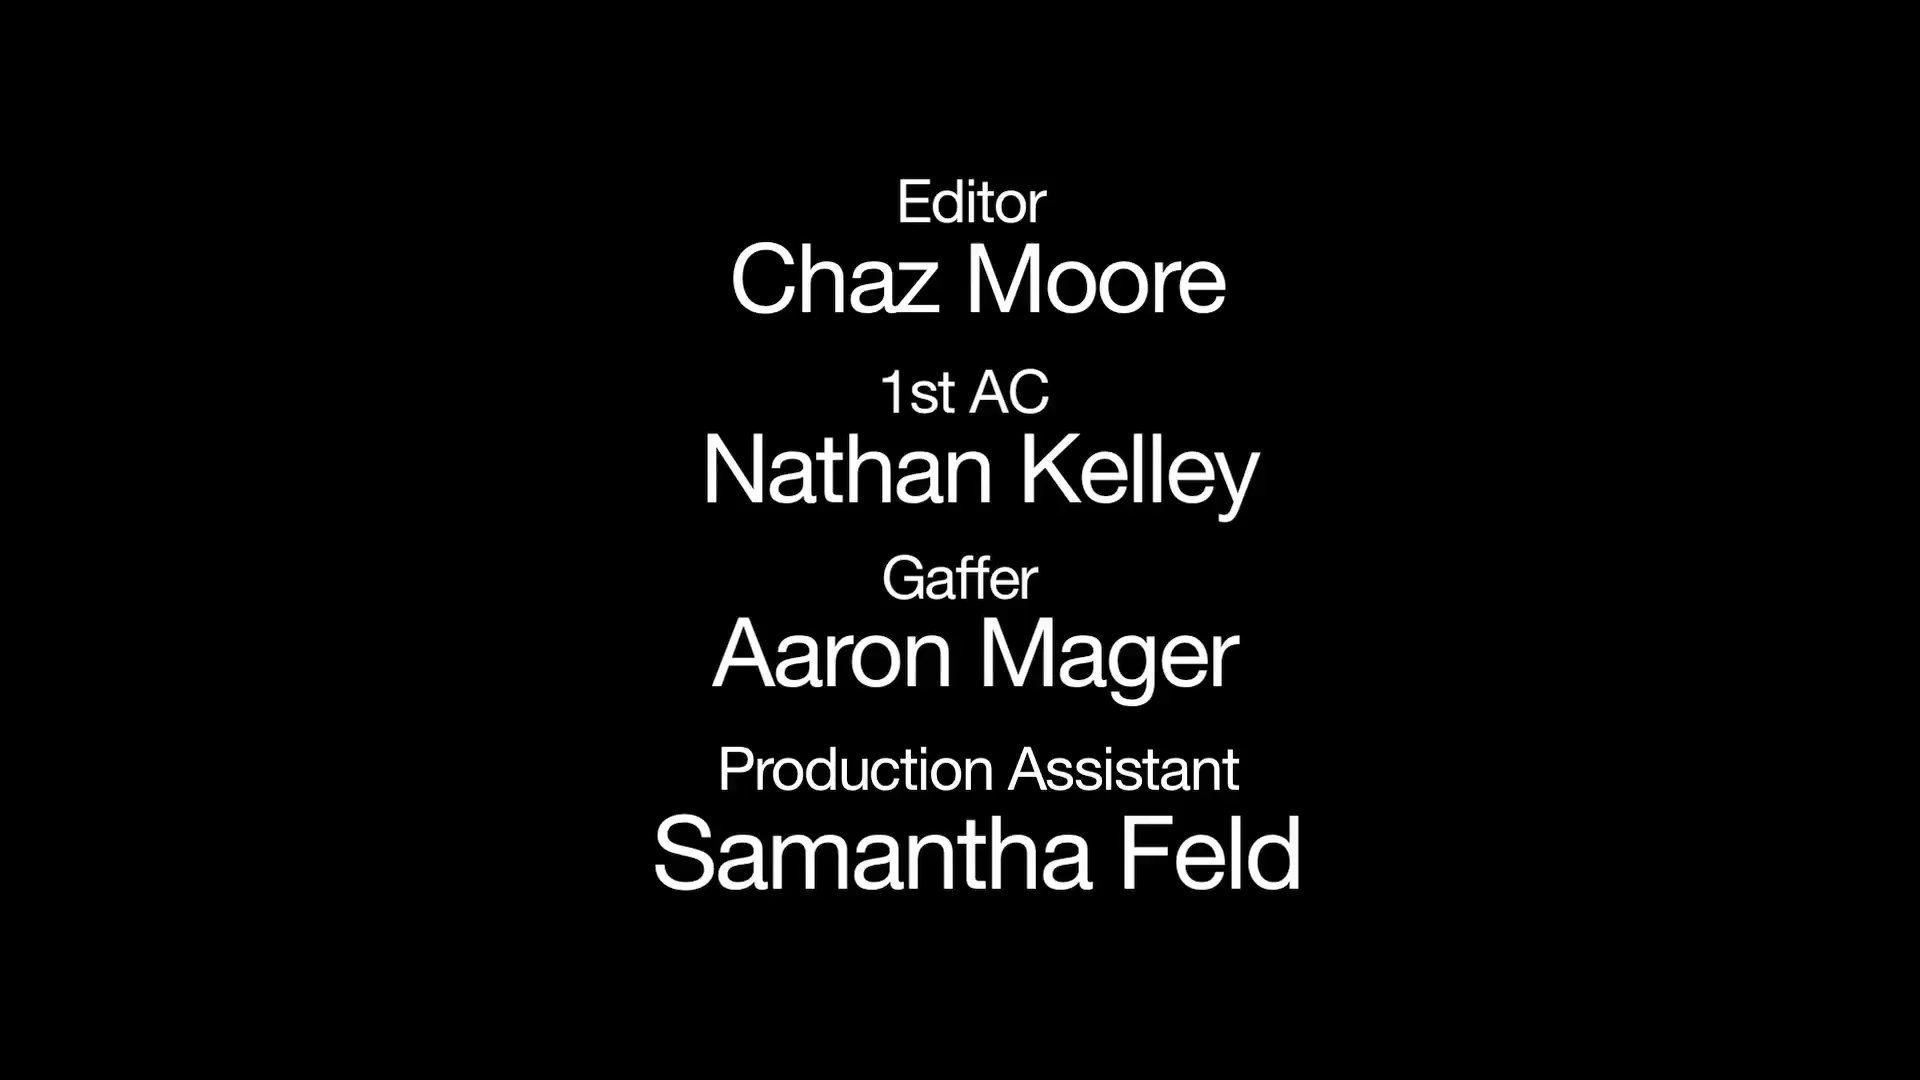 Editor
Chaz Moore
1st AC
Nathan Kelley
Gaffer
Aaron Mager
Production Assistant
Samantha Feld